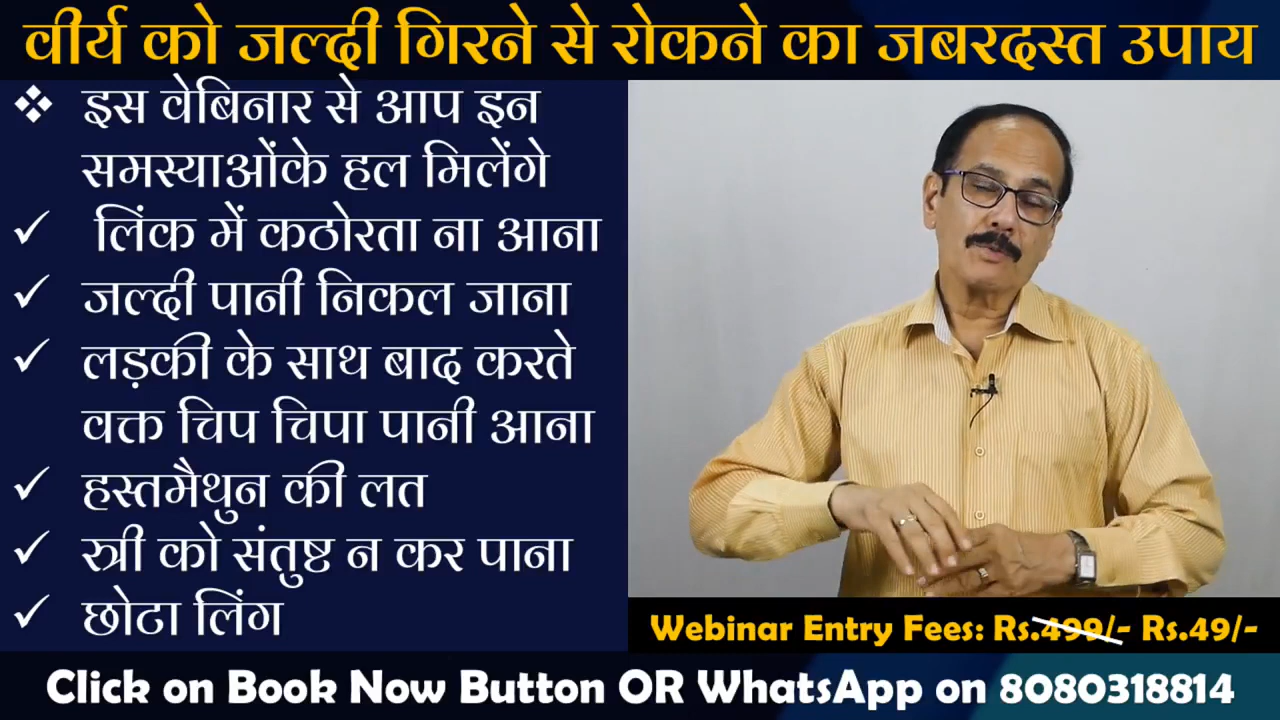 वीर्य को जल्दी गिरने से रोकने का जबरदस्त उपाय
❖ इस वेबिनार से आप इन
समस्याओंके हल मिलेंगे
✓ लिंक में कठोरता ना आना
✓ जल्दी पानी निकल जाना
✓ लड़की के साथ बाद करते
वक्त चिप चिपा पानी आना
✓ हस्तमैथुन की लत
✓ स्त्री को संतुष्ट न कर पाना
✓ छोटा लिंग
Webinar Entry Fees: Rs.499/- Rs.49/-
Click on Book Now Button OR WhatsApp on 8080318814